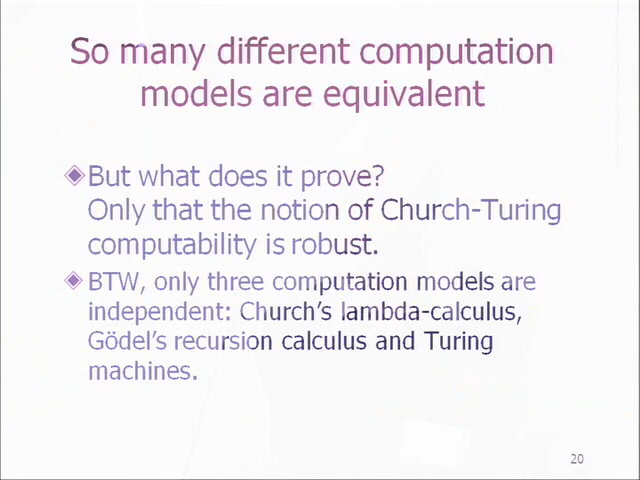 So many different computation
models are equivalent
But what does it prove?
Only that the notion of Church-Turing
computability is robust.
BTW, only three computation models are
independent: Church's lambda-calculus,
Gödel's recursion calculus and Turing
machines.
20